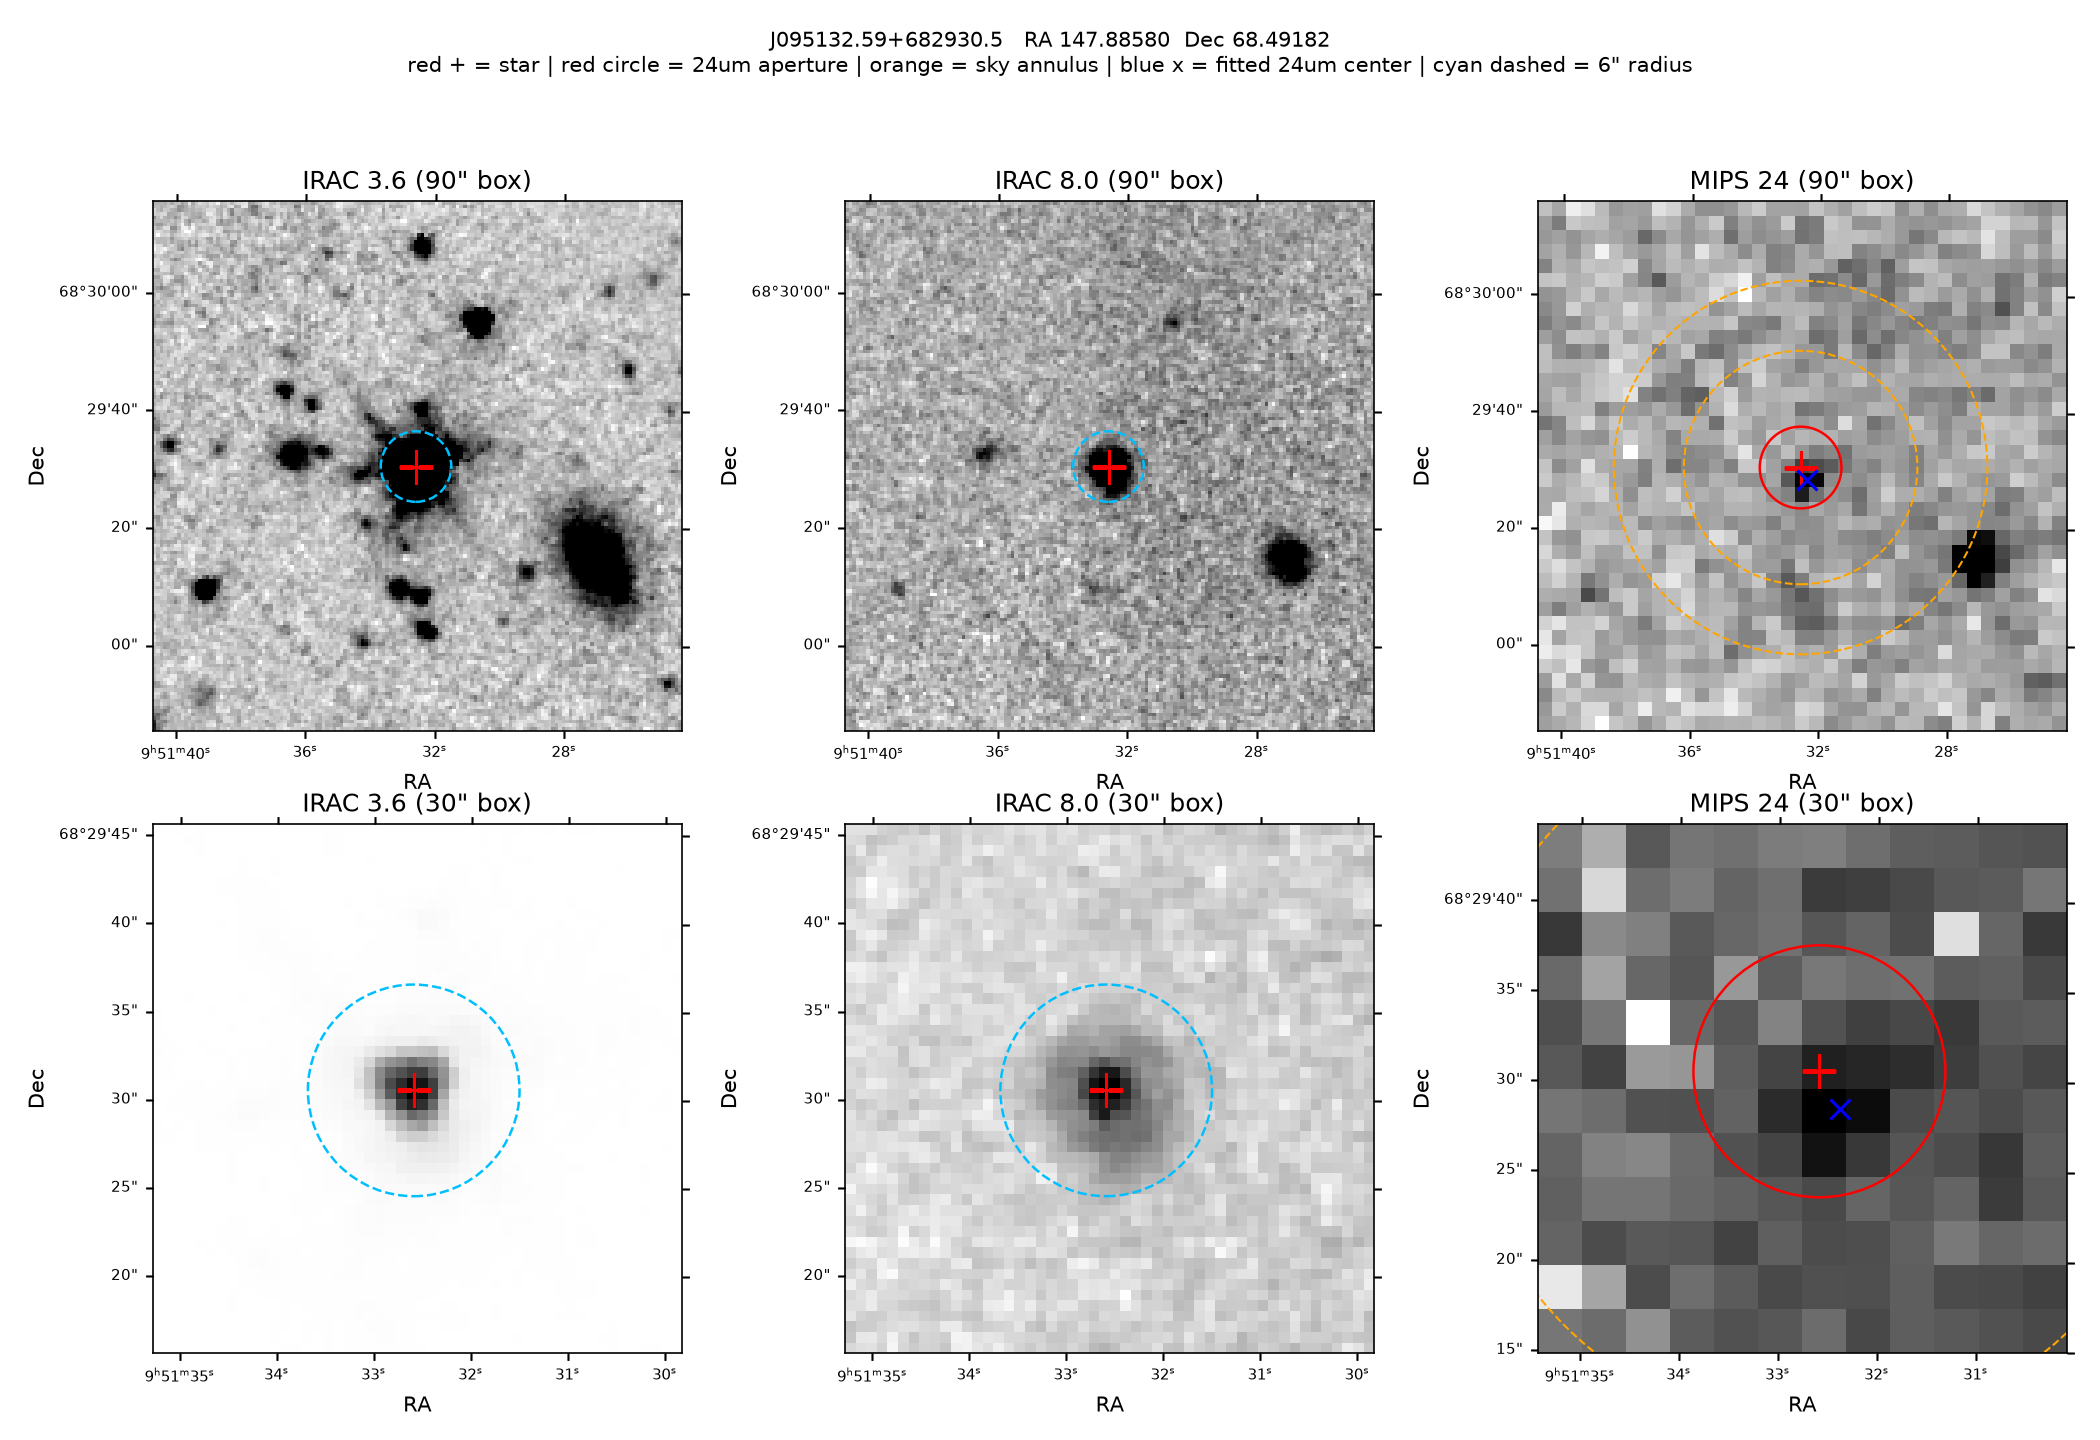 J095132.59+682930.5   RA 147.88580  Dec 68.49182
red + = star | red circle = 24um aperture | orange = sky annulus | blue x = fitted 24um center | cyan dashed = 6" radius
IRAC 3.6 (90" box)
IRAC 8.0 (90" box)
MIPS 24 (90" box)
68°30'00"
29'40"
20"
00"
Dec
9ʰ51ᵐ40ˢ
36ˢ
32ˢ
28ˢ
RA
68°30'00"
29'40"
20"
00"
Dec
9ʰ51ᵐ40ˢ
36ˢ
32ˢ
28ˢ
RA
68°30'00"
29'40"
20"
00"
Dec
9ʰ51ᵐ40ˢ
36ˢ
32ˢ
28ˢ
RA
IRAC 3.6 (30" box)
IRAC 8.0 (30" box)
MIPS 24 (30" box)
68°29'45"
40"
35"
30"
25"
20"
Dec
9ʰ51ᵐ35ˢ
34ˢ
33ˢ
32ˢ
31ˢ
30ˢ
RA
68°29'45"
40"
35"
30"
25"
20"
Dec
9ʰ51ᵐ35ˢ
34ˢ
33ˢ
32ˢ
31ˢ
30ˢ
RA
68°29'40"
35"
30"
25"
20"
15"
Dec
9ʰ51ᵐ35ˢ
34ˢ
33ˢ
32ˢ
31ˢ
RA